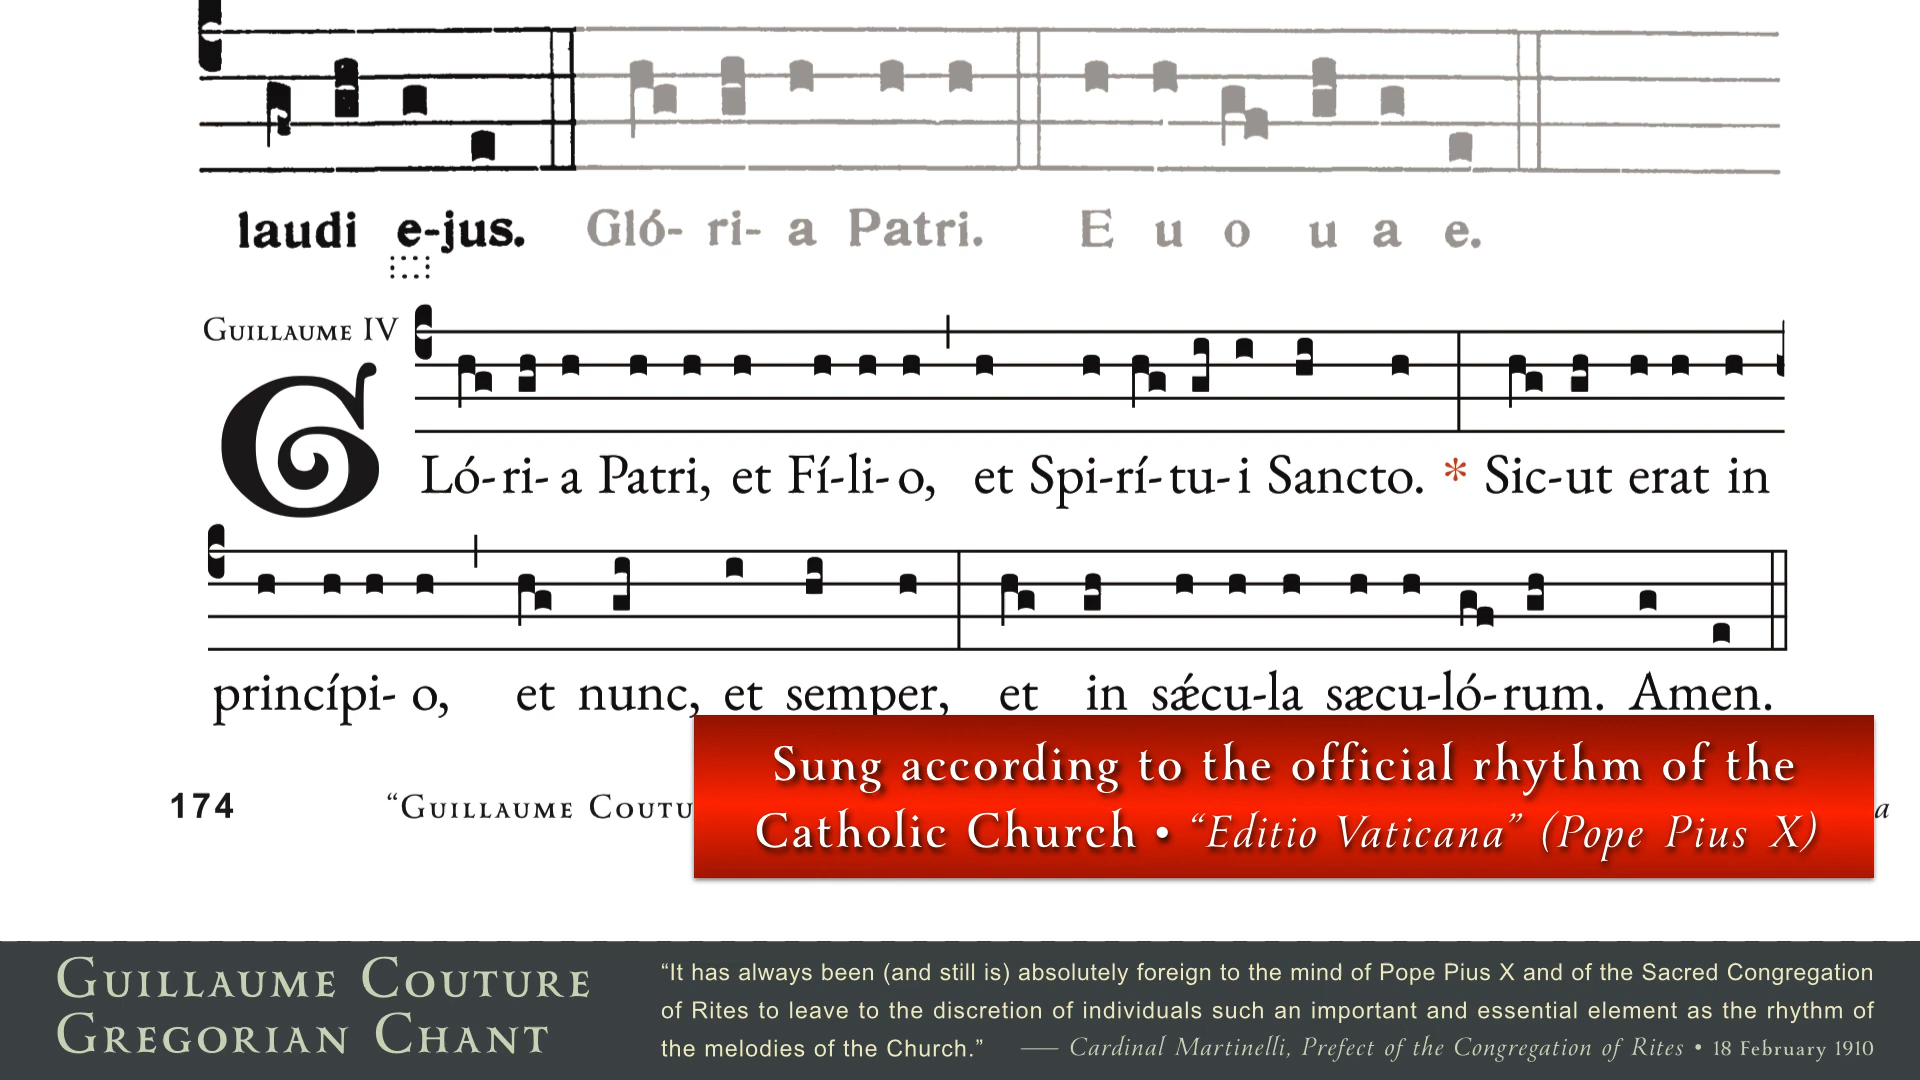 laudi e-jus. Gló- ri- a Patri. E u o u a e.
Guillaume IV
GLó-ri- a Patri, et Fí-li- o, et Spi-rí-tu- i Sancto. * Sic-ut erat in
princípi- o, et nunc, et semper, et in sǽcu-la sæcu-ló-rum. Amen.
Sung according to the official rhythm of the
Catholic Church • “Editio Vaticana” (Pope Pius X)
174 “Guillaume Coutu a
Guillaume Couture
Gregorian Chant
“It has always been (and still is) absolutely foreign to the mind of Pope Pius X and of the Sacred Congregation
of Rites to leave to the discretion of individuals such an important and essential element as the rhythm of
the melodies of the Church.” — Cardinal Martinelli, Prefect of the Congregation of Rites • 18 February 1910